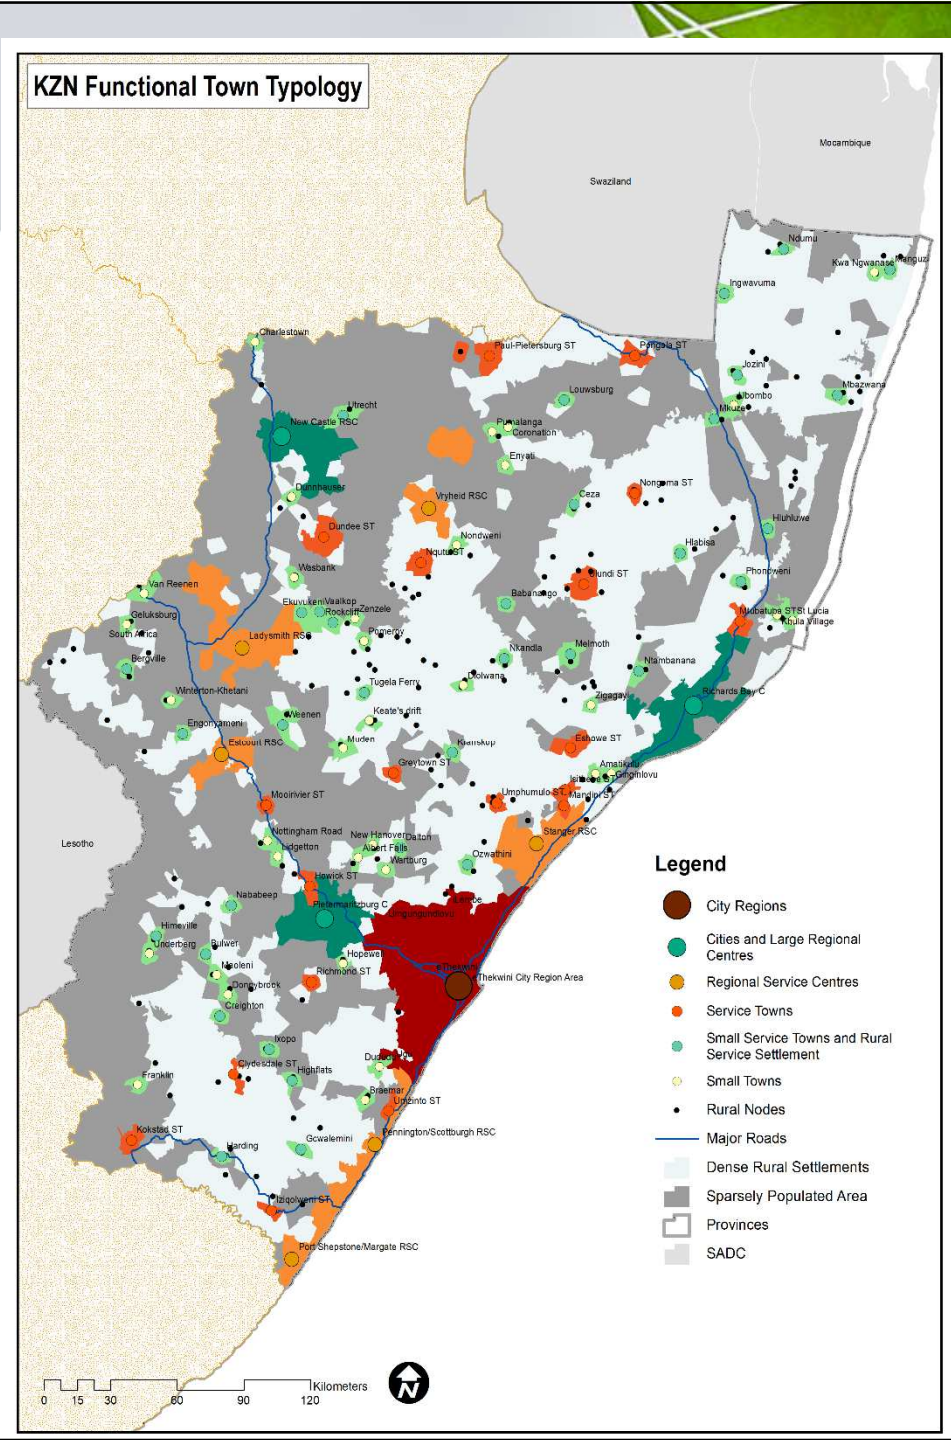 KZN Functional Town Typology
Mocambique
Swaziland
Ndumu
Kwa Ngwanase
Manguzi
Ingwavuma
Charlestown
Paul-Pietersburg ST
Pongola ST
Jozini
Mbazwana
Louwsburg
Ubombo
Utrecht
Mkuze
New Castle RSC
Pumalanga
Coronation
Enyati
Nongoma ST
Dunnhauser
Ceza
Vryheid RSC
Hluhluwe
Dundee ST
Nondweni
Hlabisa
Nqutu ST
Wasbank
Ulundi ST
Phondweni
Van Reenen
Babanango
Ekuvukeni
Vaalkop
Rockcliff
Zenzele
Geluksburg
Mtubatuba ST
St Lucia
Khula Village
South Africa
Ladysmith RSC
Pomeroy
Nkandla
Melmoth
Bergville
Ntambanana
Dlolwana
Tugela Ferry
Winterton-Khetani
Richards Bay C
Zigagayi
Keate's drift
Weenen
Engonyameni
Estcourt RSC
Muden
Kranskop
Eshowe ST
Greytown ST
Amatikulu
Gingindlovu
Mooirivier ST
Umphumulo ST
Mandini ST
Nottingham Road
New Hanover
Dalton
Stanger RSC
Lesotho
Lidgetton
Albert Falls
Wartburg
Ozwathini
Howick ST
Nababeep
Pietermaritzburg C
Umgungundlovu
Himeville
Underberg
Bulwer
Hopewell
Thekwini
Thekwini City Region Area
Richmond ST
Donnybrook
Creighton
Ixopo
Clydesdale ST
Highflats
Franklin
Braemar
Umzinto ST
Kokstad ST
Harding
Gcwalemini
Pennington/Scottburgh RSC
Izigolweni ST
Port Shepstone/Margate RSC
Legend
City Regions
Cities and Large Regional
Centres
Regional Service Centres
Service Towns
Small Service Towns and Rural
Service Settlement
Small Towns
Rural Nodes
Major Roads
Dense Rural Settlements
Sparsely Populated Area
Provinces
SADC
Kilometers
0 15 30 60 90 120
N